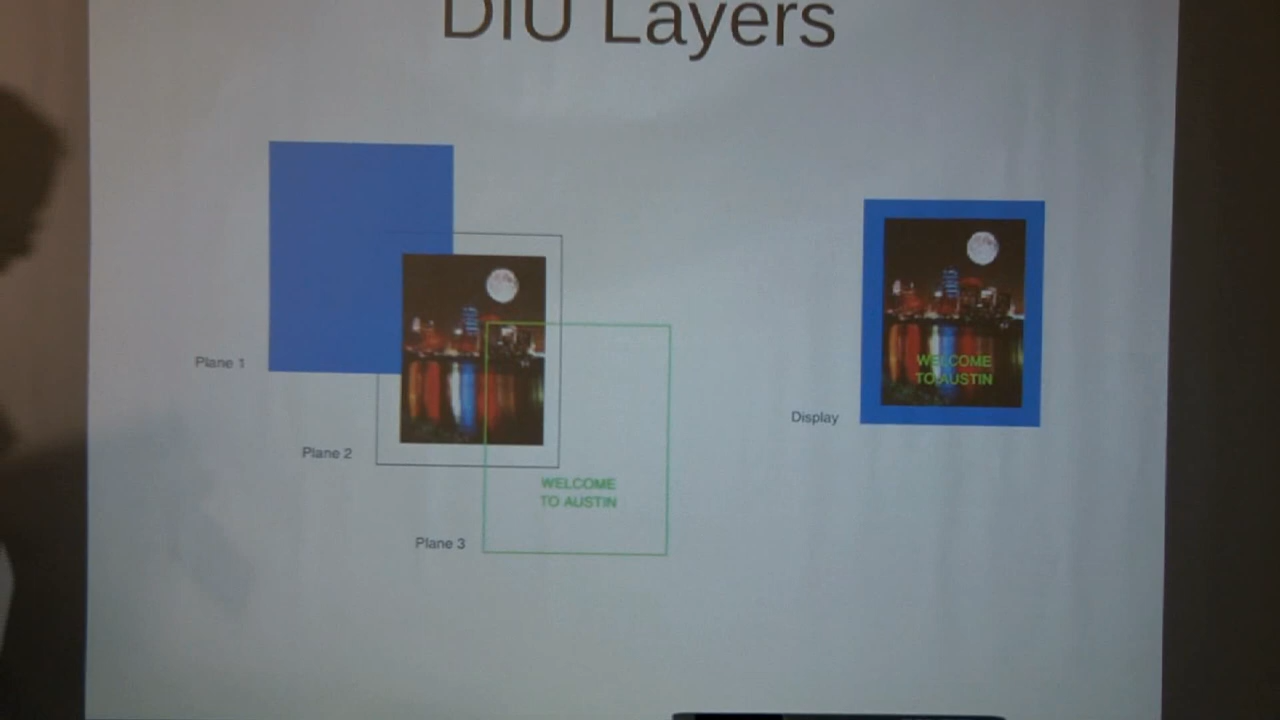 DIU Layers
Plane 1
Plane 2
WELCOME
TO AUSTIN
Plane 3
WELCOME
TO AUSTIN
Display